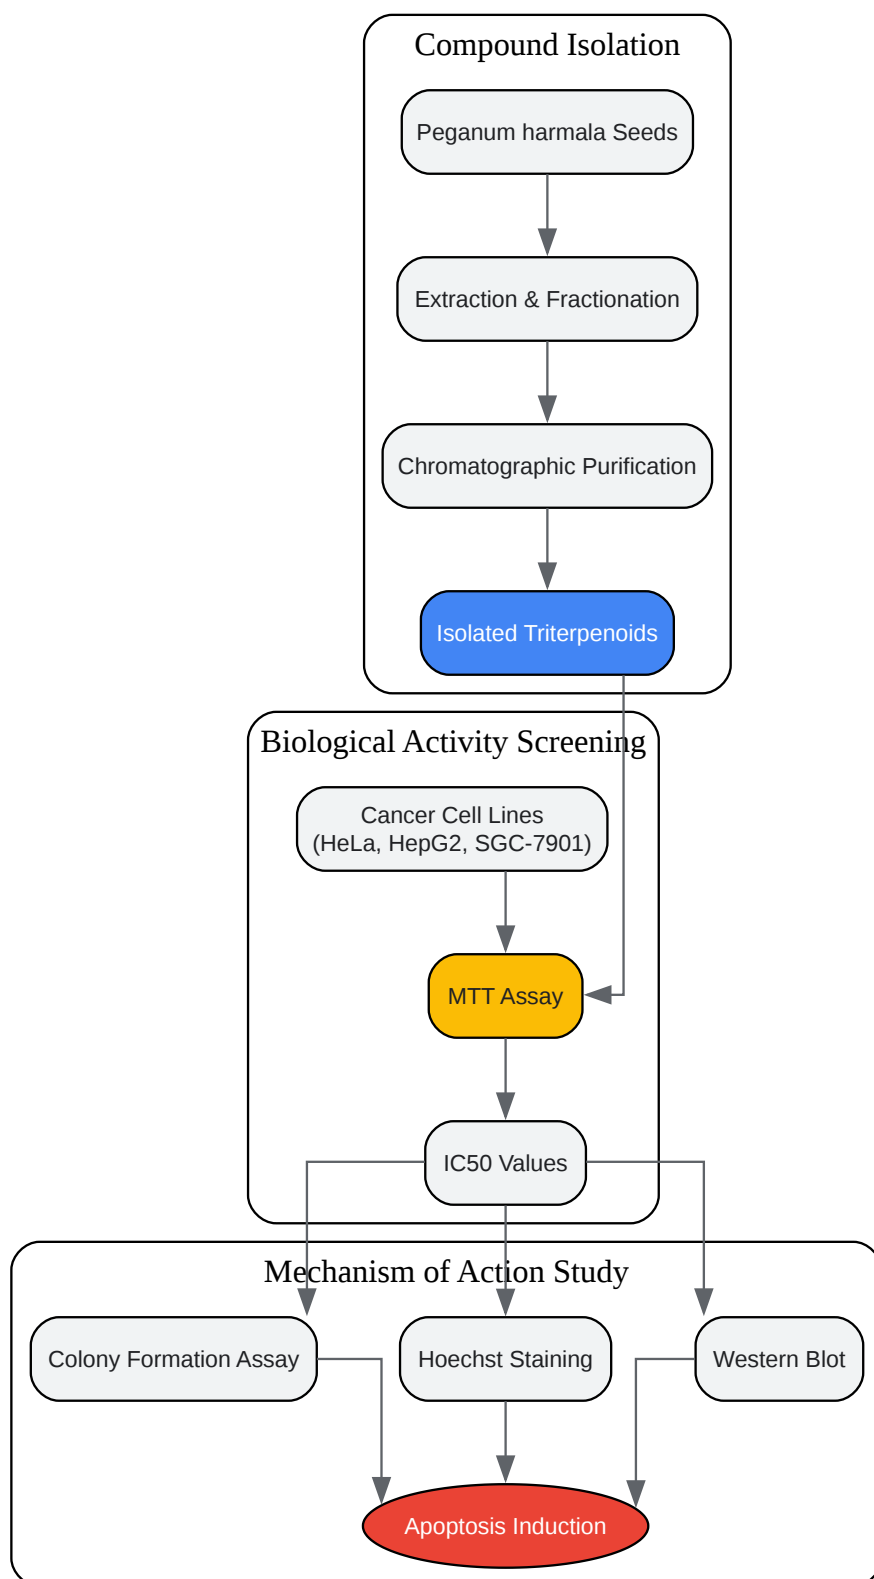 Compound Isolation
Peganum harmala Seeds
Extraction & Fractionation
Chromatographic Purification
Isolated Triterpenoids
Biological Activity Screening
Cancer Cell Lines
(HeLa, HepG2, SGC-7901)
MTT Assay
IC50 Values
Mechanism of Action Study
Colony Formation Assay
Hoechst Staining
Western Blot
Apoptosis Induction